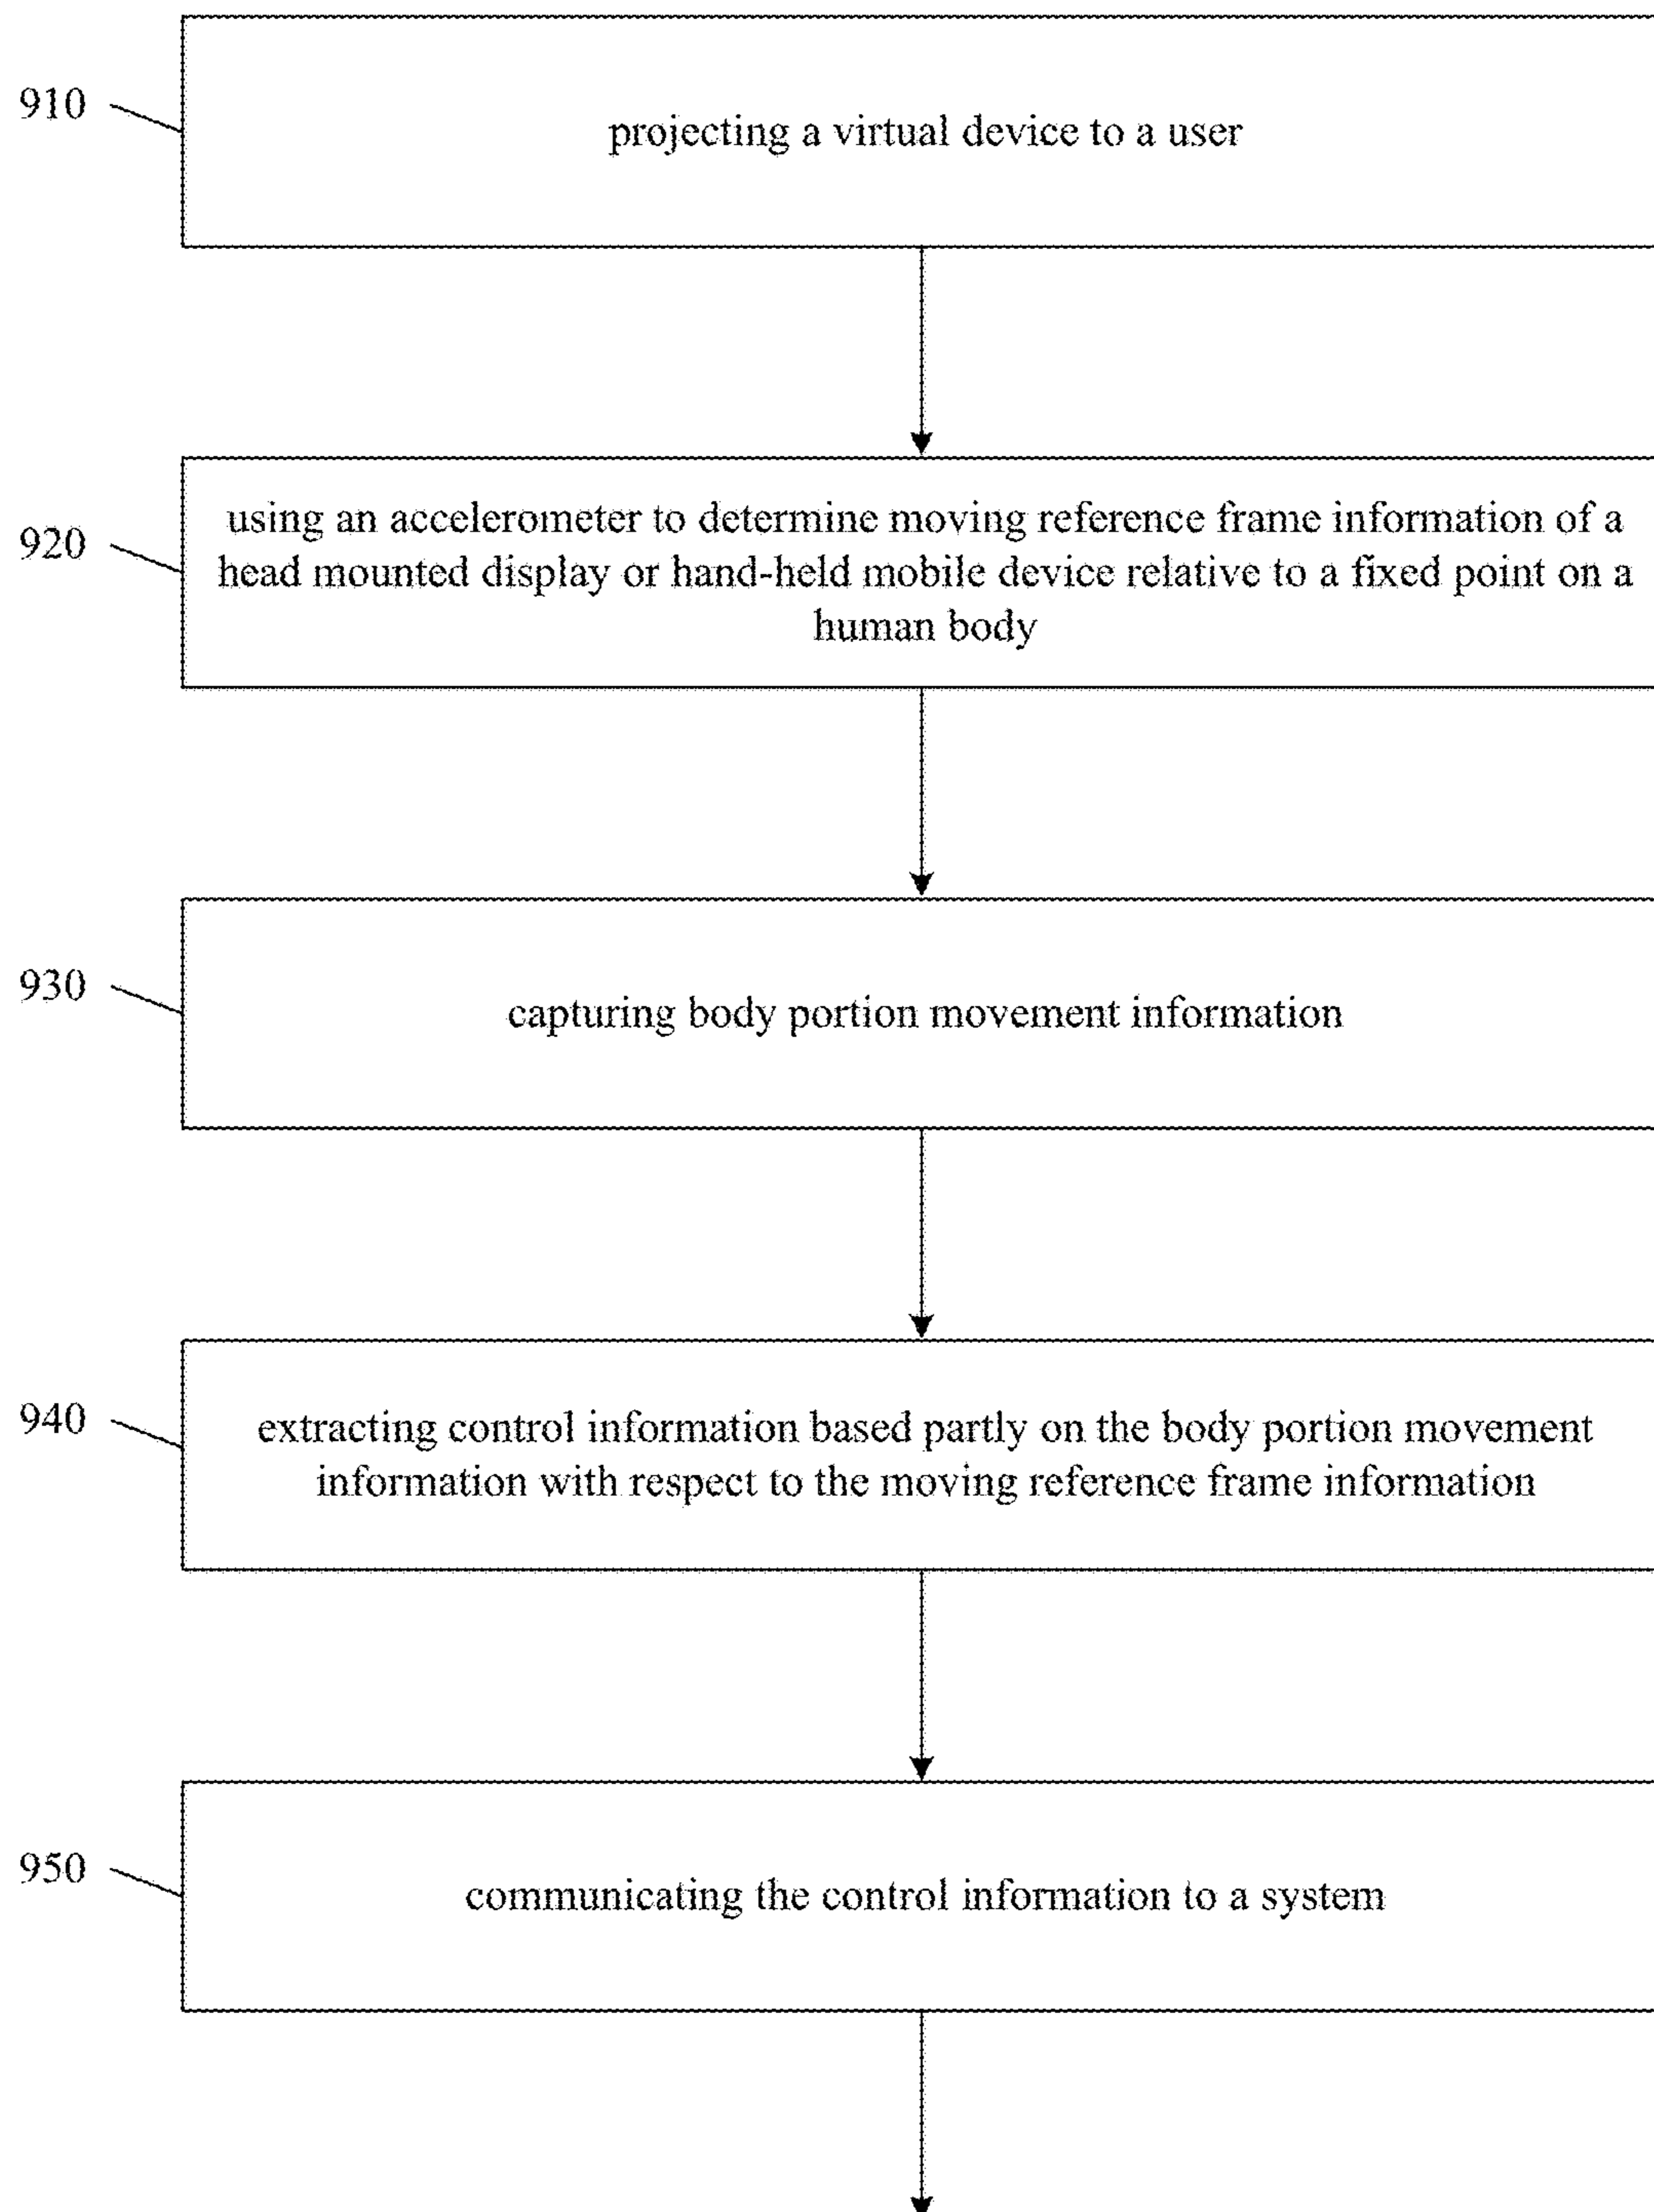 910
projecting a virtual device to a user
920
using an accelerometer to determine moving reference frame information of a
head mounted display or hand-held mobile device relative to a fixed point on a
human body
930
capturing body portion movement information
940
extracting control information based partly on the body portion movement
information with respect to the moving reference frame information
950
communicating the control information to a system